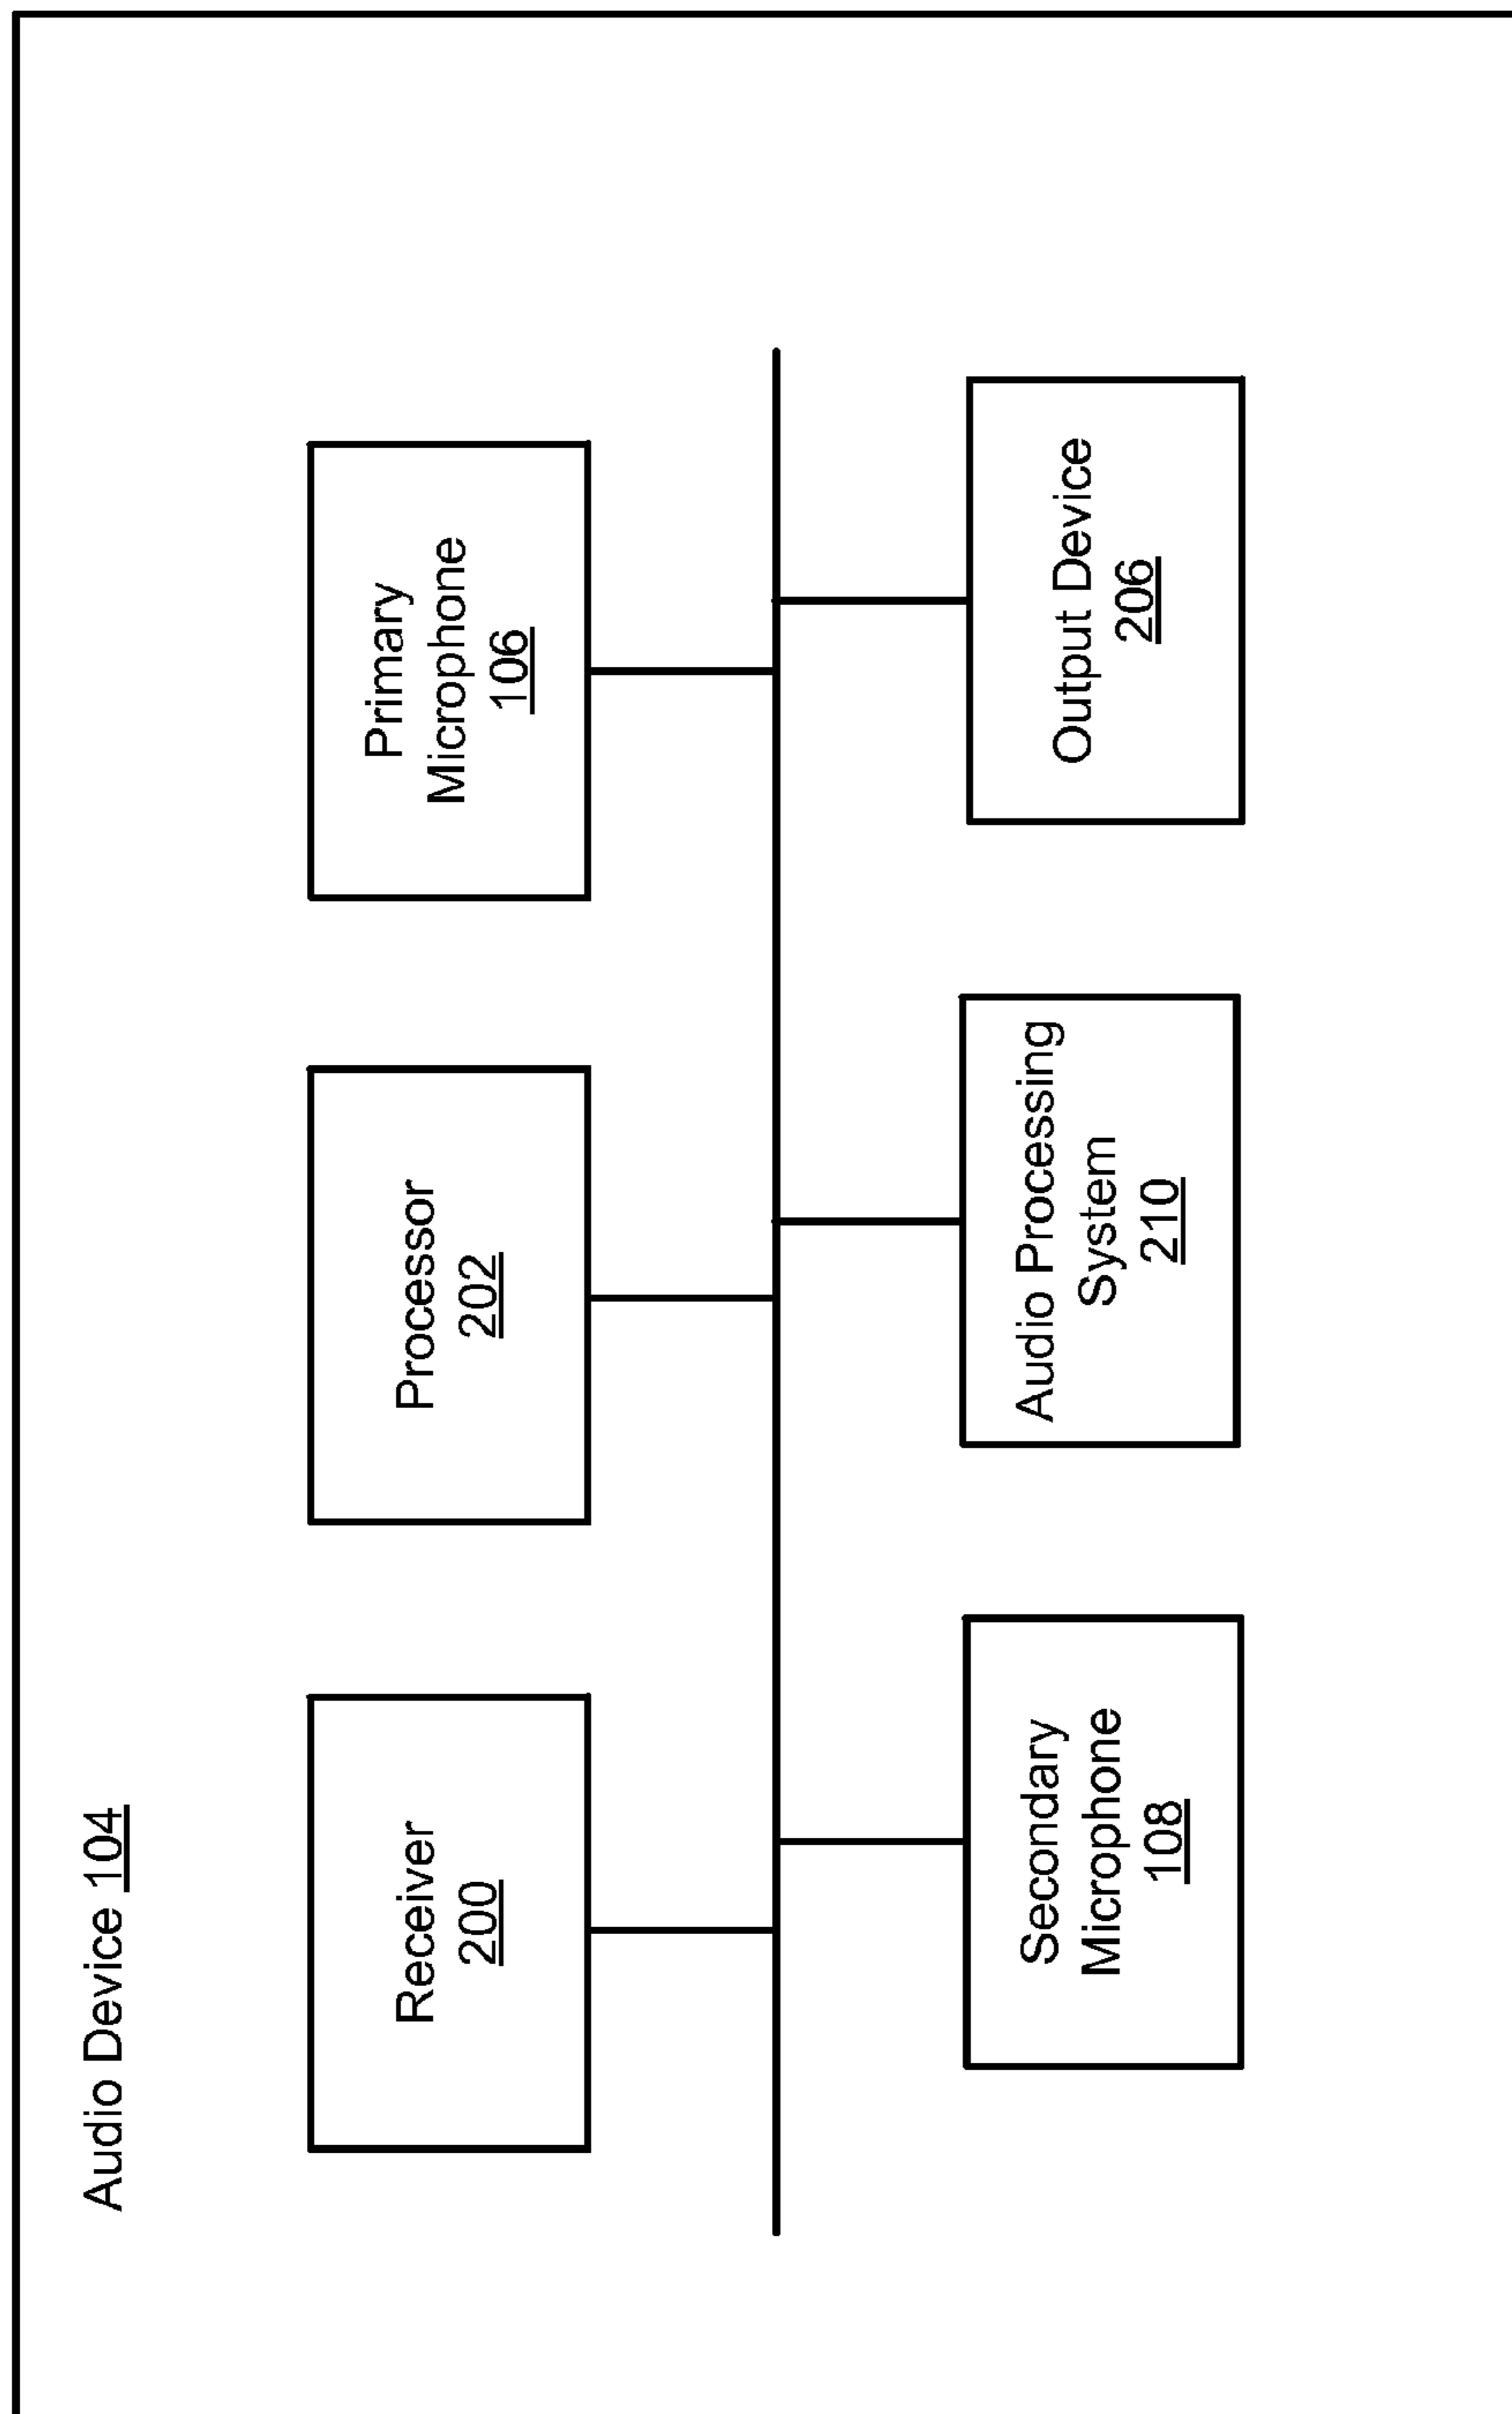 Audio Device 104
Receiver
200
Processor
202
Primary
Microphone
106
Secondary
Microphone
108
Audio Processing
System
210
Output Device
206